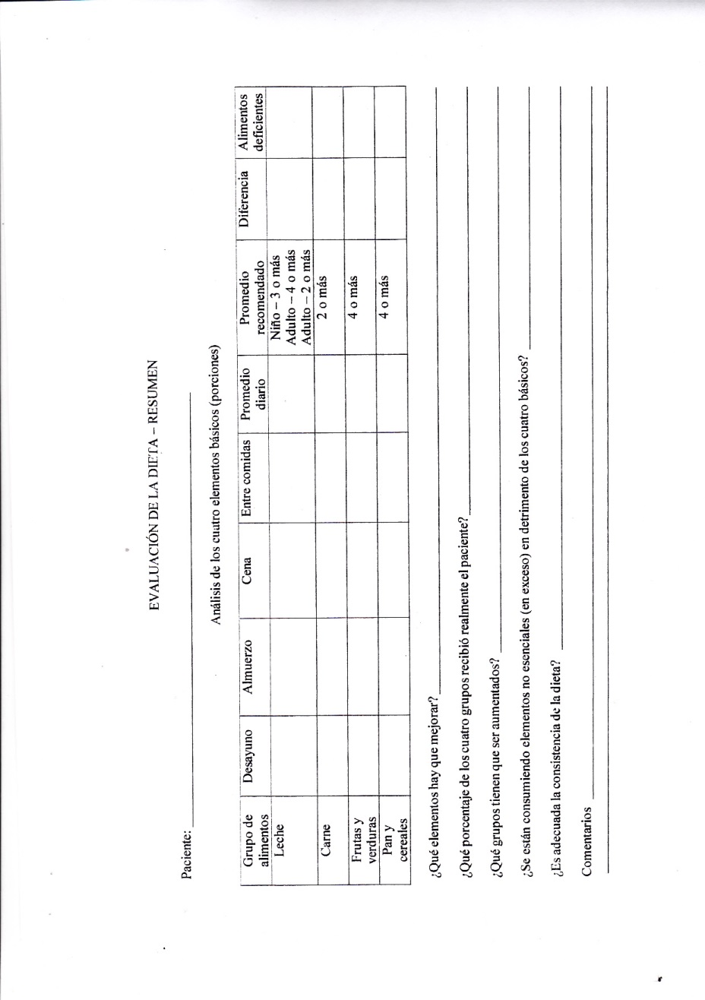 EVALUACIÓN DE LA DIETA – RESUMEN
Paciente:
Análisis de los cuatro elementos básicos (porciones)
Grupo de alimentos Desayuno Almuerzo Cena Entre comidas Promedio diario Promedio recomendado Diferencia Alimentos deficientes
Leche Niño – 3 o más
Adulto – 4 o más
Adulto – 2 o más
Carne 2 o más
Frutas y verduras 4 o más
Pan y cereales 4 o más
¿Qué elementos hay que mejorar?
¿Qué porcentaje de los cuatro grupos recibió realmente el paciente?
¿Qué grupos tienen que ser aumentados?
¿Se están consumiendo elementos no esenciales (en exceso) en detrimento de los cuatro básicos?
¿Es adecuada la consistencia de la dieta?
Comentarios